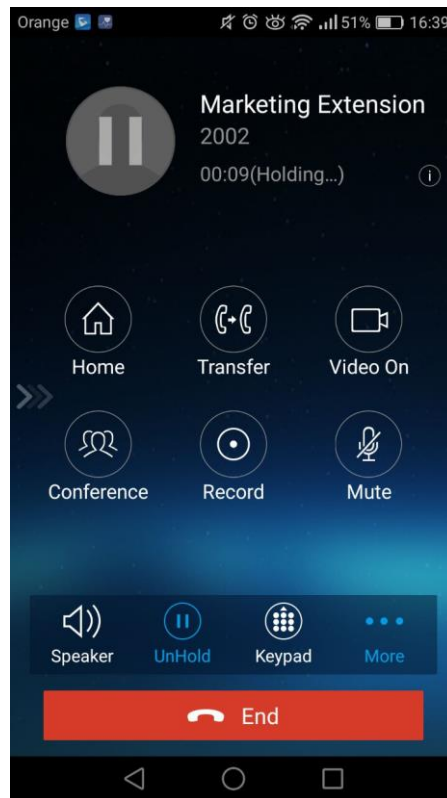 Orange 51% 16:39
Marketing Extension
2002
00:09(Holding...)
Home Transfer Video On
Conference Record Mute
Speaker UnHold Keypad More
End